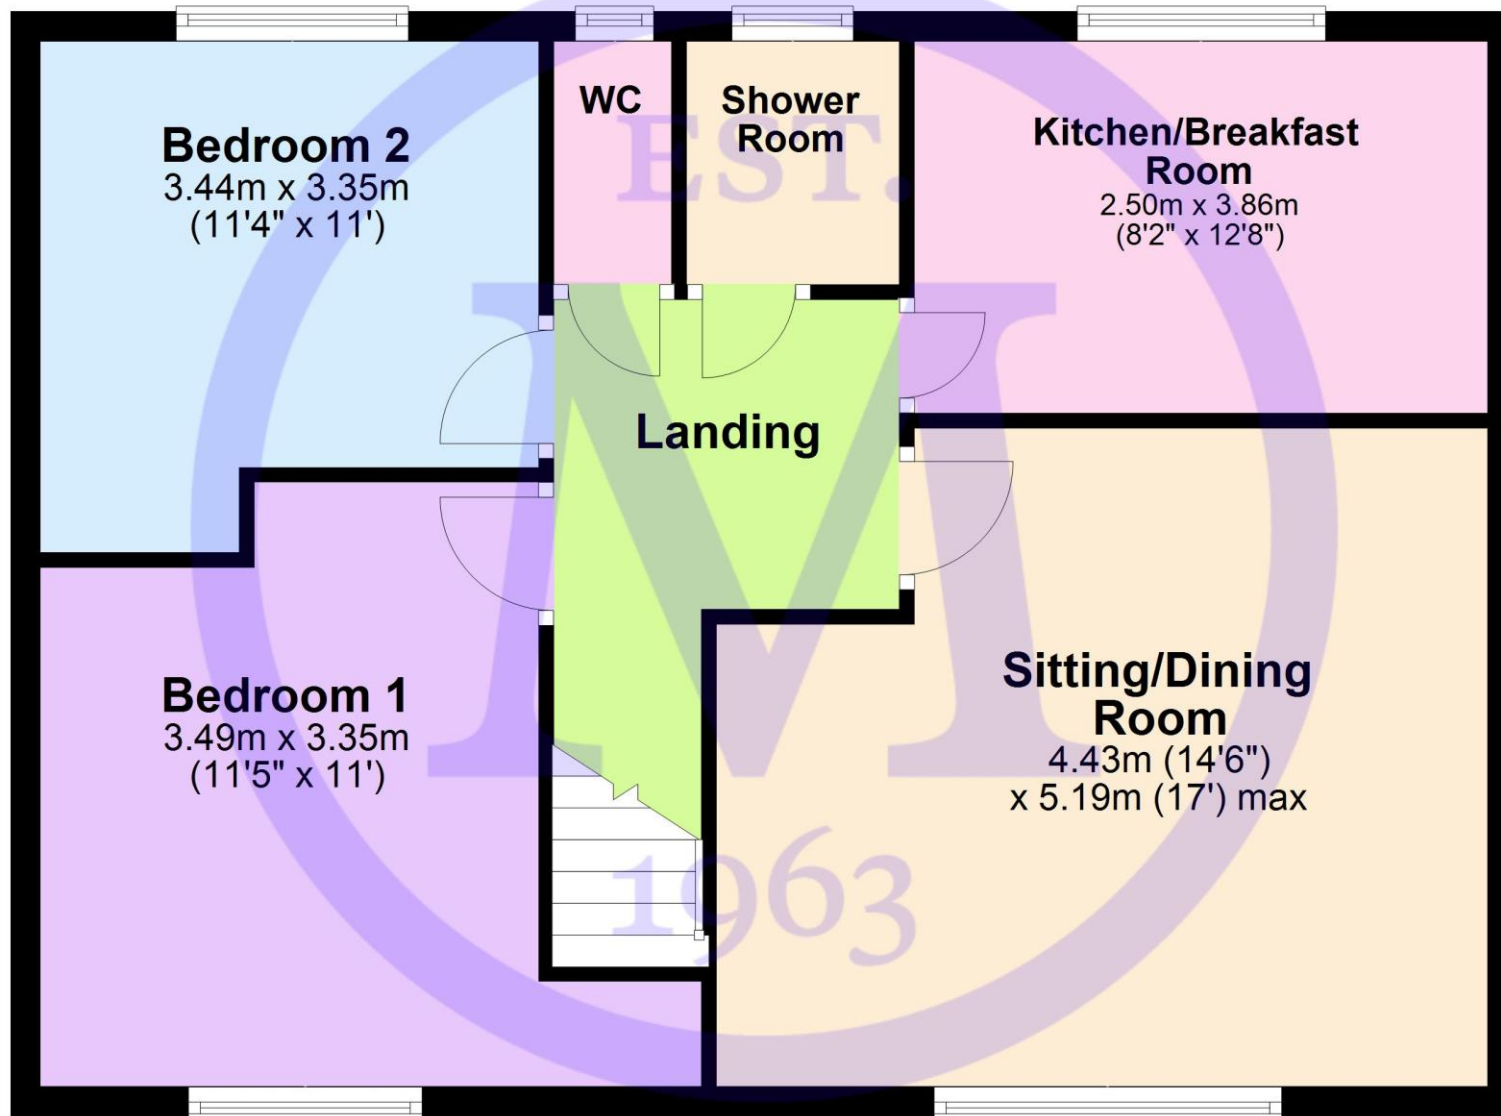 WC
Shower
Room
Bedroom 2
3.44m x 3.35m
(11'4" x 11')
Kitchen/Breakfast
Room
2.50m x 3.86m
(8'2" x 12'8")
EST.
M
Landing
Bedroom 1
3.49m x 3.35m
(11'5" x 11')
Sitting/Dining
Room
4.43m (14'6")
x 5.19m (17') max
1963